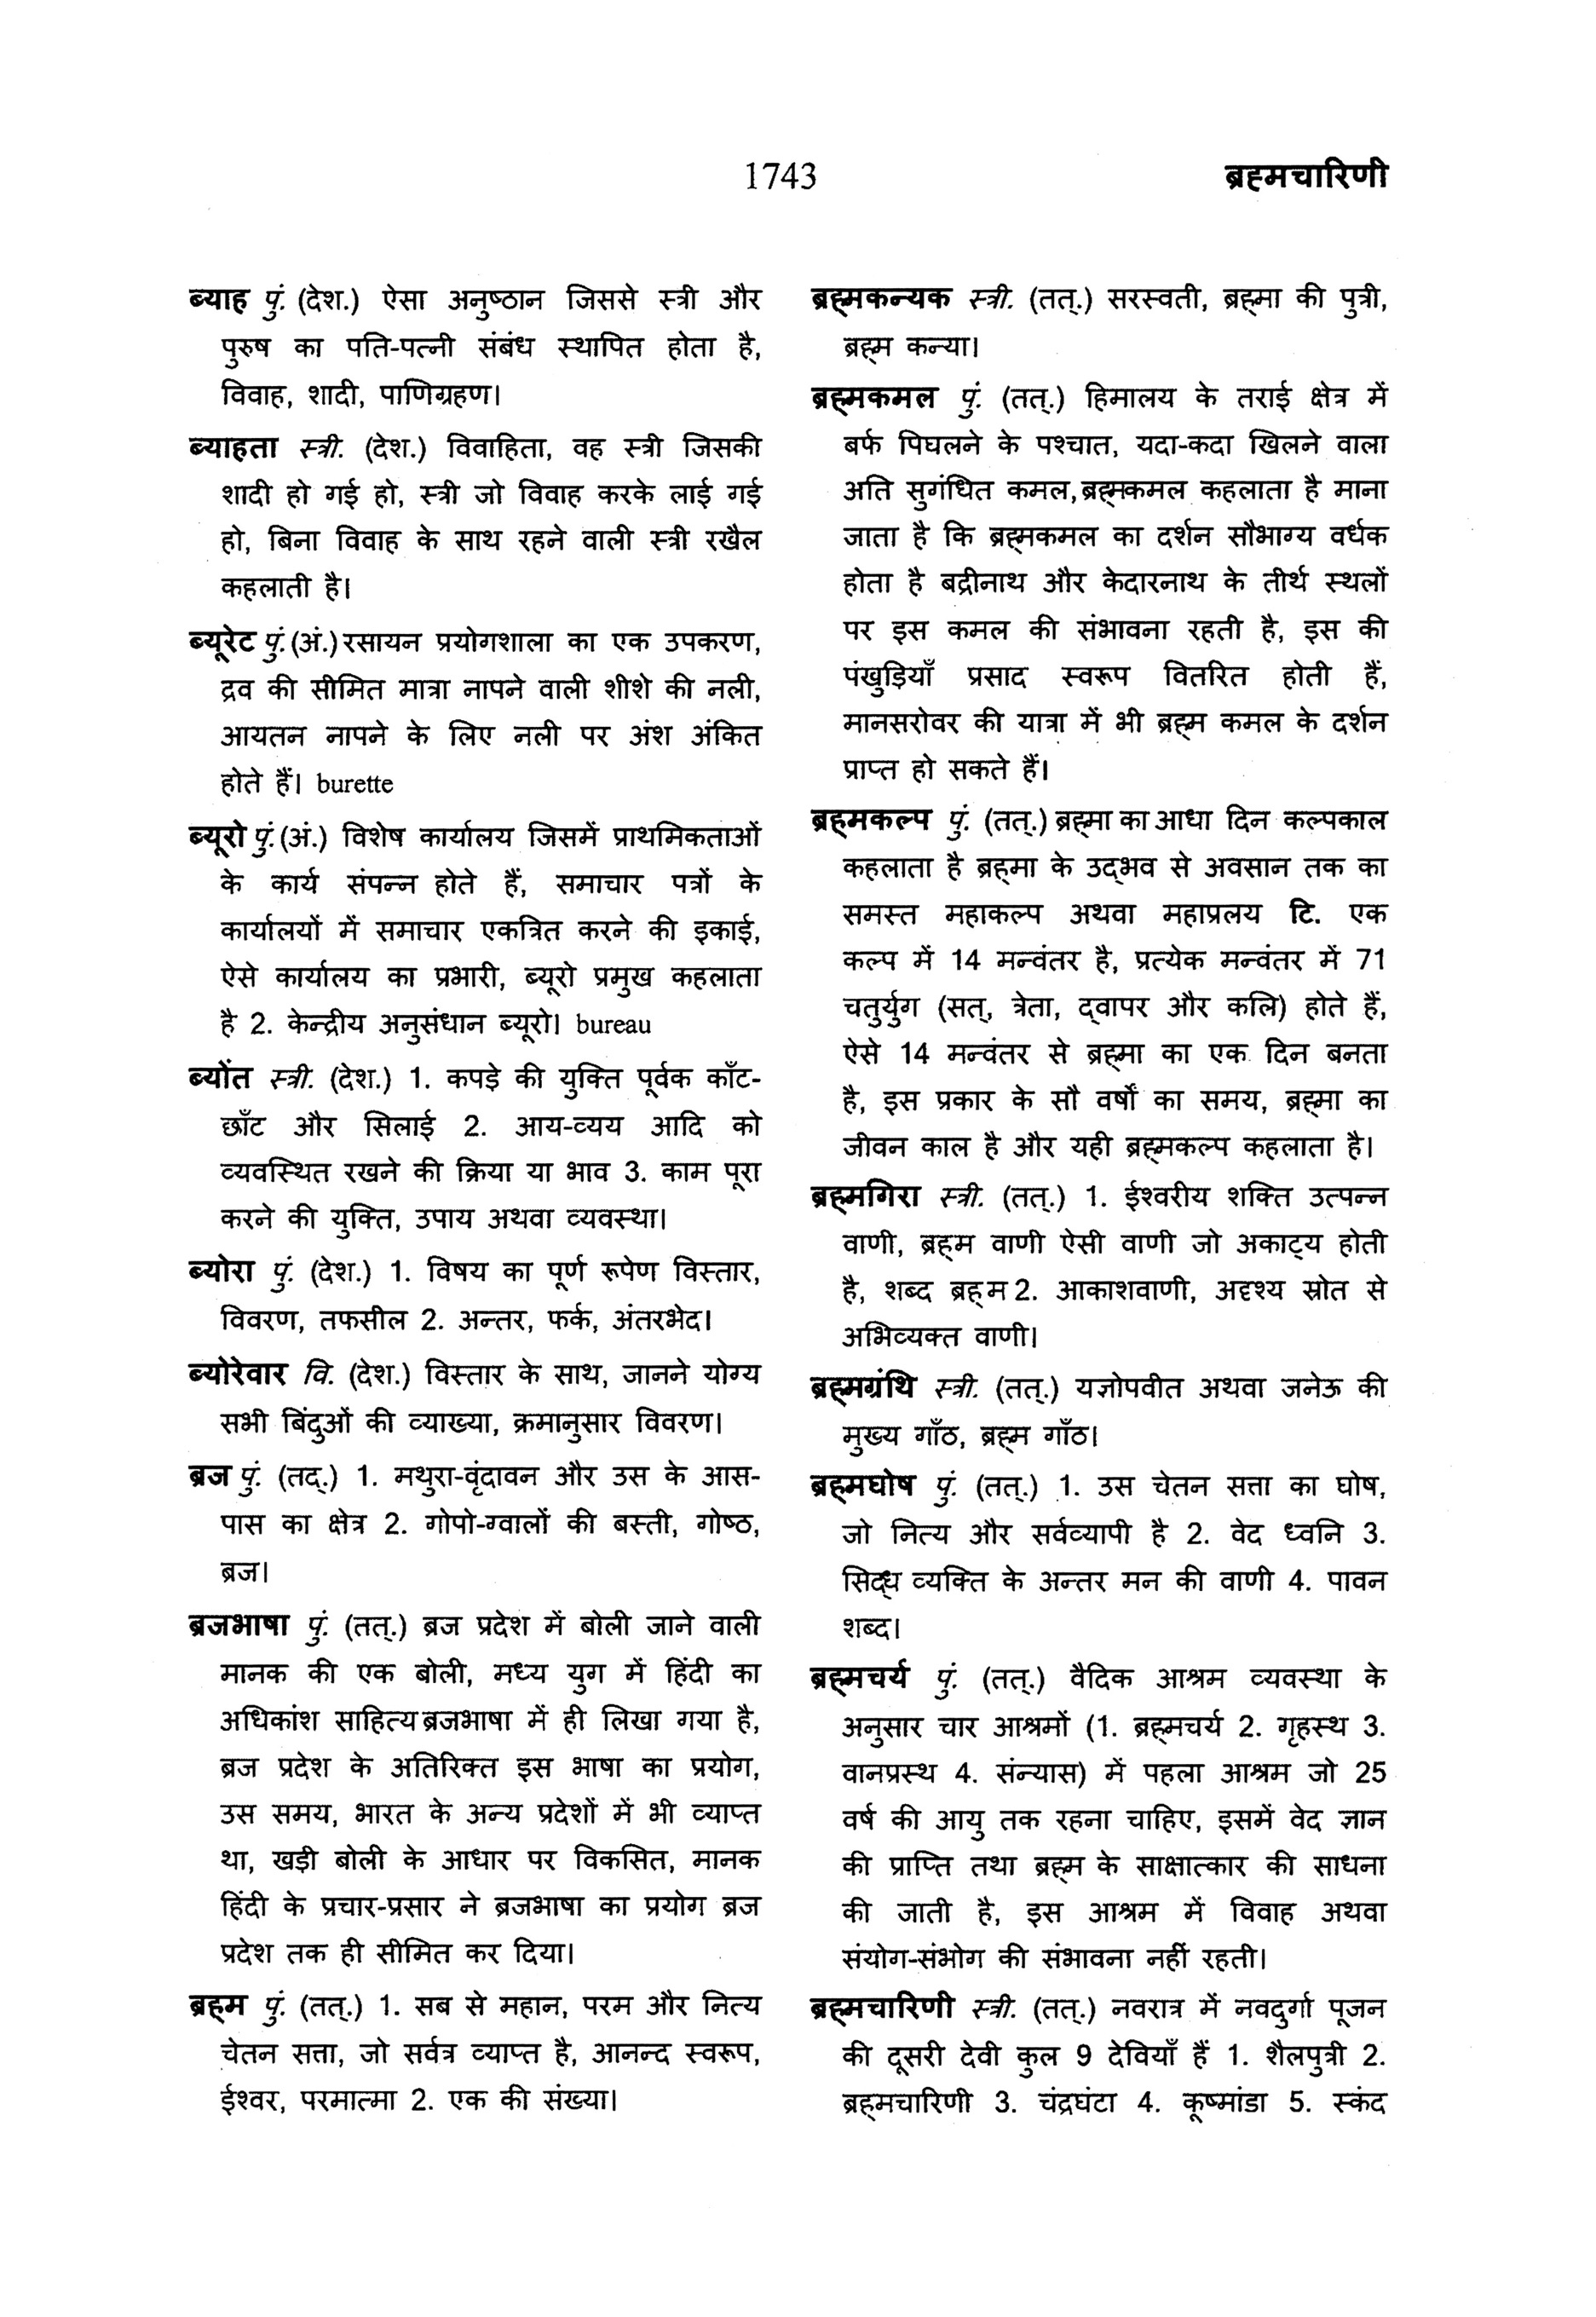 1743
ब्रह्मचारिणी
ब्याह पुं. (देश.) ऐसा अनुष्ठान जिससे स्त्री और
पुरुष का पति-पत्नी संबंध स्थापित होता है,
विवाह, शादी, पाणिग्रहण।
ब्याहता स्त्री. (देश.) विवाहिता, वह स्त्री जिसकी
शादी हो गई हो, स्त्री जो विवाह करके लाई गई
हो, बिना विवाह के साथ रहने वाली स्त्री रखैल
कहलाती है।
ब्यूरेट पुं.(अं.) रसायन प्रयोगशाला का एक उपकरण,
द्रव की सीमित मात्रा नापने वाली शीशे की नली,
आयतन नापने के लिए नली पर अंश अंकित
होते हैं। burette
ब्यूरो पुं.(अं.) विशेष कार्यालय जिसमें प्राथमिकताओं
के कार्य संपन्न होते हैं, समाचार पत्रों के
कार्यालयों में समाचार एकत्रित करने की इकाई,
ऐसे कार्यालय का प्रभारी, ब्यूरो प्रमुख कहलाता
है 2. केन्द्रीय अनुसंधान ब्यूरो। bureau
ब्योंत स्त्री. (देश.) 1. कपड़े की युक्ति पूर्वक काँट-
छाँट और सिलाई 2. आय-व्यय आदि को
व्यवस्थित रखने की क्रिया या भाव 3. काम पूरा
करने की युक्ति, उपाय अथवा व्यवस्था।
ब्योरा पुं. (देश.) 1. विषय का पूर्ण रूपेण विस्तार,
विवरण, तफसील 2. अन्तर, फर्क, अंतरभेद।
ब्योरेवार वि. (देश.) विस्तार के साथ, जानने योग्य
सभी बिंदुओं की व्याख्या, क्रमानुसार विवरण।
ब्रज पुं. (तद्.) 1. मथुरा-वृंदावन और उस के आस-
पास का क्षेत्र 2. गोपो-ग्वालों की बस्ती, गोष्ठ,
ब्रज।
ब्रजभाषा पुं. (तत्.) ब्रज प्रदेश में बोली जाने वाली
मानक की एक बोली, मध्य युग में हिंदी का
अधिकांश साहित्य ब्रजभाषा में ही लिखा गया है,
ब्रज प्रदेश के अतिरिक्त इस भाषा का प्रयोग,
उस समय, भारत के अन्य प्रदेशों में भी व्याप्त
था, खड़ी बोली के आधार पर विकसित, मानक
हिंदी के प्रचार-प्रसार ने ब्रजभाषा का प्रयोग ब्रज
प्रदेश तक ही सीमित कर दिया।
ब्रह्म पुं. (तत्.) 1. सब से महान, परम और नित्य
चेतन सत्ता, जो सर्वत्र व्याप्त है, आनन्द स्वरूप,
ईश्वर, परमात्मा 2. एक की संख्या।
ब्रह्मकन्यक स्त्री. (तत्.) सरस्वती, ब्रह्मा की पुत्री,
ब्रह्म कन्या।
ब्रह्मकमल पुं. (तत्.) हिमालय के तराई क्षेत्र में
बर्फ पिघलने के पश्चात, यदा-कदा खिलने वाला
अति सुगंधित कमल, ब्रह्मकमल कहलाता है माना
जाता है कि ब्रह्मकमल का दर्शन सौभाग्य वर्धक
होता है बद्रीनाथ और केदारनाथ के तीर्थ स्थलों
पर इस कमल की संभावना रहती है, इस की
पंखुड़ियाँ प्रसाद स्वरूप वितरित होती हैं,
मानसरोवर की यात्रा में भी ब्रह्म कमल के दर्शन
प्राप्त हो सकते हैं।
ब्रह्मकल्प पुं. (तत्.) ब्रह्मा का आधा दिन कल्पकाल
कहलाता है ब्रह्मा के उद्भव से अवसान तक का
समस्त महाकल्प अथवा महाप्रलय टि. एक
कल्प में 14 मन्वंतर है, प्रत्येक मन्वंतर में 71
चतुर्युग (सत्, त्रेता, द्वापर और कलि) होते हैं,
ऐसे 14 मन्वंतर से ब्रह्मा का एक दिन बनता
है, इस प्रकार के सौ वर्षों का समय, ब्रह्मा का
जीवन काल है और यही ब्रह्मकल्प कहलाता है।
ब्रह्मगिरा स्त्री. (तत्.) 1. ईश्वरीय शक्ति उत्पन्न
वाणी, ब्रह्म वाणी ऐसी वाणी जो अकाट्य होती
है, शब्द ब्रह्म 2. आकाशवाणी, अदृश्य स्रोत से
अभिव्यक्त वाणी।
ब्रह्मग्रंथि स्त्री. (तत्.) यज्ञोपवीत अथवा जनेऊ की
मुख्य गाँठ, ब्रह्म गाँठ।
ब्रह्मघोष पुं. (तत्.) 1. उस चेतन सत्ता का घोष,
जो नित्य और सर्वव्यापी है 2. वेद ध्वनि 3.
सिद्ध व्यक्ति के अन्तर मन की वाणी 4. पावन
शब्द।
ब्रह्मचर्य पुं. (तत्.) वैदिक आश्रम व्यवस्था के
अनुसार चार आश्रमों (1. ब्रह्मचर्य 2. गृहस्थ 3.
वानप्रस्थ 4. संन्यास) में पहला आश्रम जो 25
वर्ष की आयु तक रहना चाहिए, इसमें वेद ज्ञान
की प्राप्ति तथा ब्रह्म के साक्षात्कार की साधना
की जाती है, इस आश्रम में विवाह अथवा
संयोग-संभोग की संभावना नहीं रहती।
ब्रह्मचारिणी स्त्री. (तत्.) नवरात्र में नवदुर्गा पूजन
की दूसरी देवी कुल 9 देवियाँ हैं 1. शैलपुत्री 2.
ब्रह्मचारिणी 3. चंद्रघंटा 4. कूष्मांडा 5. स्कंद